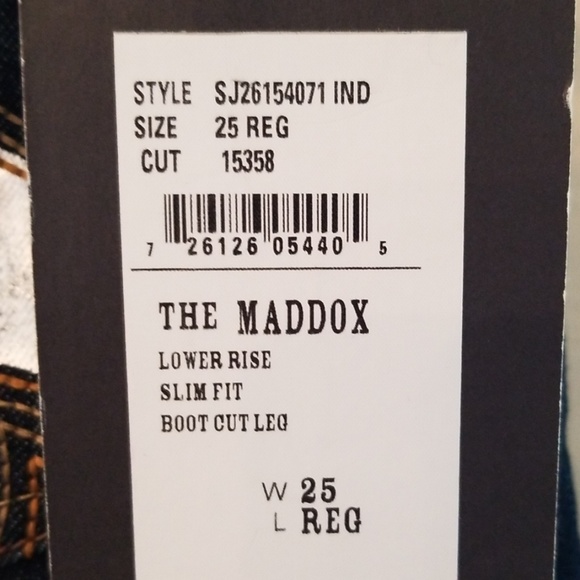 STYLE SJ26154071 IND
SIZE 25 REG
CUT 15358
7 26126 05440 5
THE MADDOX
LOWER RISE
SLIM FIT
BOOT CUT LEG
W 25
L REG